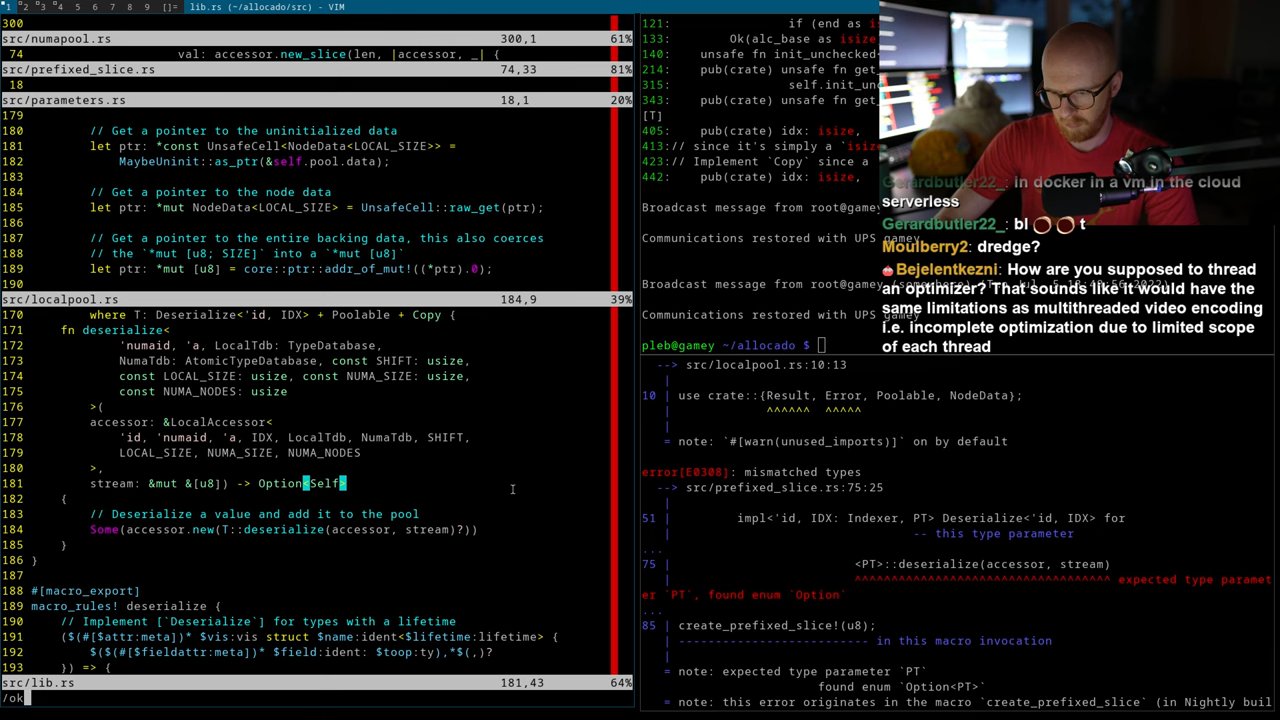 1 2 3 4 5 6 7 8 9 []= lib.rs (~/allocado/src) - VIM
300
src/numapool.rs 300,1 61%
74 val: accessor.new_slice(len, |accessor, _| {
src/prefixed_slice.rs 74,33 81%
18
src/parameters.rs 18,1 20%
179
180 // Get a pointer to the uninitialized data
181 let ptr: *const UnsafeCell<NodeData<LOCAL_SIZE>> =
182 MaybeUninit::as_ptr(&self.pool.data);
183
184 // Get a pointer to the node data
185 let ptr: *mut NodeData<LOCAL_SIZE> = UnsafeCell::raw_get(ptr);
186
187 // Get a pointer to the entire backing data, this also coerces
188 // the `*mut [u8; SIZE]` into a `*mut [u8]`
189 let ptr: *mut [u8] = core::ptr::addr_of_mut!((*ptr).0);
190
src/localpool.rs 184,9 39%
170 where T: Deserialize<'id, IDX> + Poolable + Copy {
171 fn deserialize<
172 'numaid, 'a, LocalTdb: TypeDatabase,
173 NumaTdb: AtomicTypeDatabase, const SHIFT: usize,
174 const LOCAL_SIZE: usize, const NUMA_SIZE: usize,
175 const NUMA_NODES: usize
176 >(
177 accessor: &LocalAccessor<
178 'id, 'numaid, 'a, IDX, LocalTdb, NumaTdb, SHIFT,
179 LOCAL_SIZE, NUMA_SIZE, NUMA_NODES
180 >,
181 stream: &mut &[u8]) -> Option<Self>
182 {
183 // Deserialize a value and add it to the pool
184 Some(accessor.new(T::deserialize(accessor, stream)?))
185 }
186 }
187
188 #[macro_export]
189 macro_rules! deserialize {
190 // Implement [`Deserialize`] for types with a lifetime
191 ($(#[$attr:meta])* $vis:vis struct $name:ident<$lifetime:lifetime> {
192 $($(#[$fieldattr:meta])* $field:ident: $toop:ty),*$(,)?
193 }) => {
src/lib.rs 181,43 64%
/ok
121: if (end as is
133: Ok(alc_base as isize
140: unsafe fn init_unchecked
214 pub(crate) unsafe fn get_
315: self.init_unc
343: pub(crate) unsafe fn get_
[T]
405: pub(crate) idx: isize,
413:// since it's simply a `isize
423:// Implement `Copy` since a
442: pub(crate) idx: isize,
Broadcast message from root@gamey
Communications restored with UPS gamey
Broadcast message from root@gamey
Communications restored with UPS gamey
pleb@gamey ~/allocado $
Gerardbutler22_: in docker in a vm in the cloud
serverless
Gerardbutler22_: bl t
Moulberry2: dredge?
Bejelentkezni: How are you supposed to thread
an optimizer? That sounds like it would have the
same limitations as multithreaded video encoding
i.e. incomplete optimization due to limited scope
of each thread
--> src/localpool.rs:10:13
|
10 | use crate::{Result, Error, Poolable, NodeData};
| ^^^^^^ ^^^^^
|
= note: `#[warn(unused_imports)]` on by default
error[E0308]: mismatched types
--> src/prefixed_slice.rs:75:25
|
51 | impl<'id, IDX: Indexer, PT> Deserialize<'id, IDX> for
| -- this type parameter
...
75 | <PT>::deserialize(accessor, stream)
| ^^^^^^^^^^^^^^^^^^^^^^^^^^^^^^^^^^^ expected type paramet
er `PT`, found enum `Option`
...
85 | create_prefixed_slice!(u8);
| -------------------------- in this macro invocation
|
= note: expected type parameter `PT`
found enum `Option<PT>`
= note: this error originates in the macro `create_prefixed_slice` (in Nightly buil